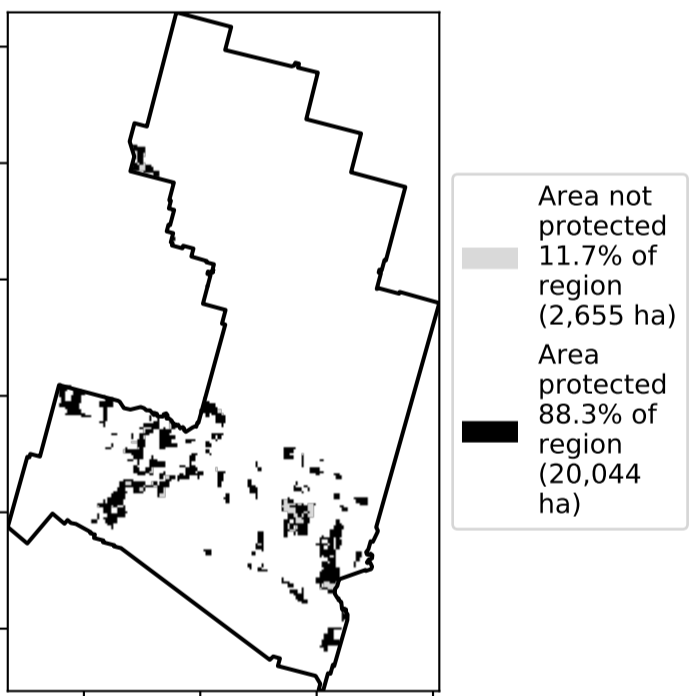 Area not
protected
11.7% of
region
(2,655 ha)
Area
protected
88.3% of
region
(20,044
ha)